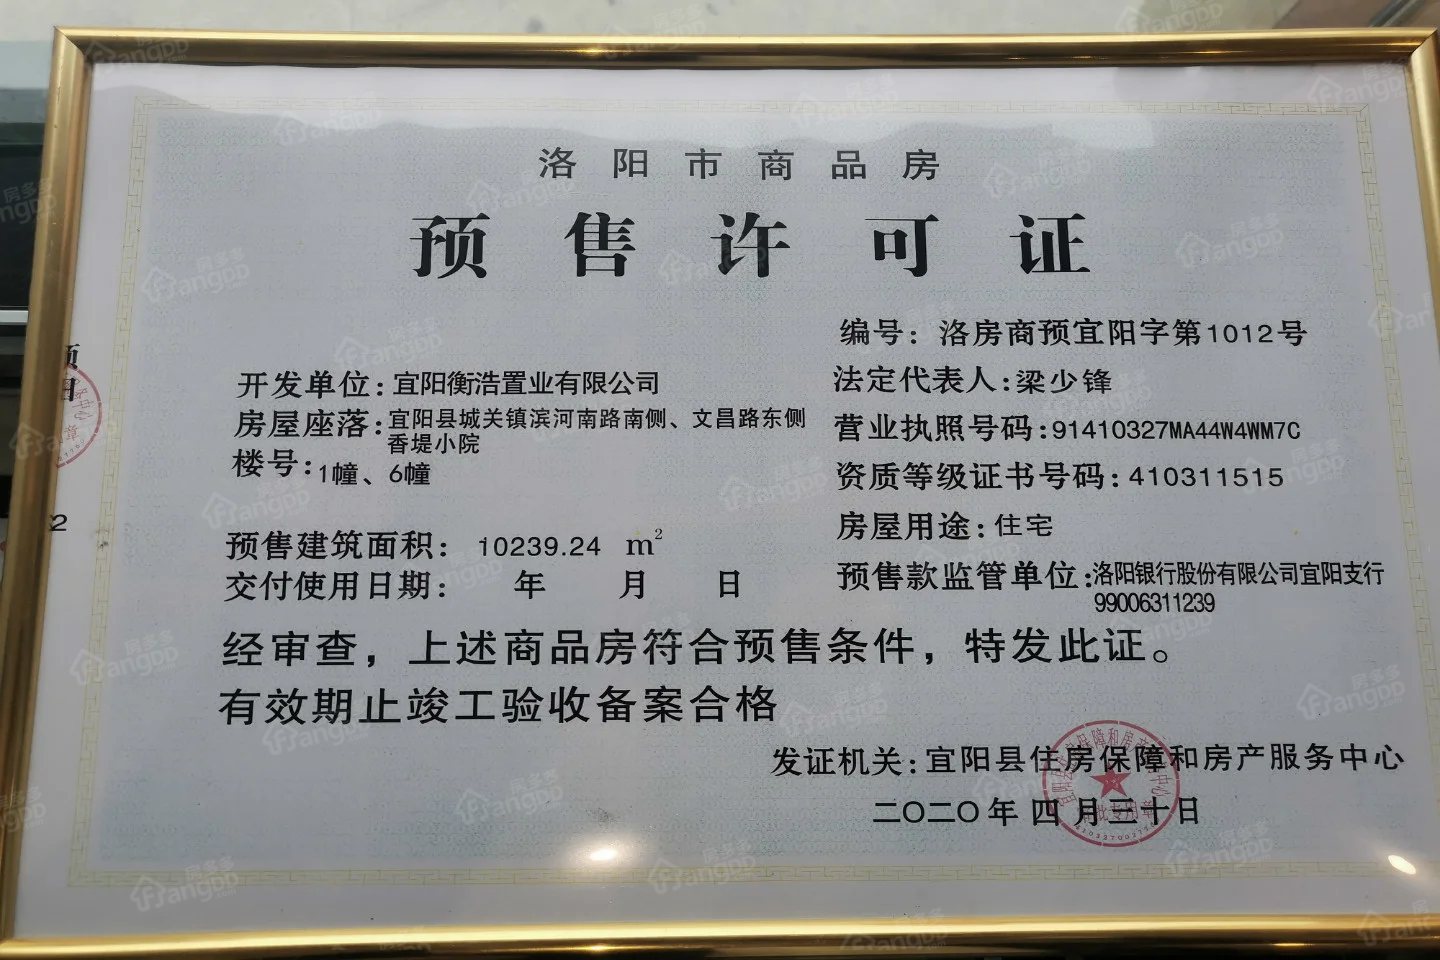 洛阳市商品房
预售许可证
编号：洛房商预宜阳字第1012号
开发单位：宜阳衡浩置业有限公司
法定代表人：梁少锋
房屋座落：宜阳县城关镇滨河南路南侧、文昌路东侧
香堤小院
营业执照号码：91410327MA44W4WM7C
楼号：1幢、6幢
资质等级证书号码：410311515
房屋用途：住宅
预售建筑面积： 10239.24 m²
预售款监管单位：洛阳银行股份有限公司宜阳支行
99006311239
交付使用日期： 年 月 日
经审查，上述商品房符合预售条件，特发此证。
有效期止竣工验收备案合格
发证机关：宜阳县住房保障和房产服务中心
二〇二〇年四月三十日
房多多
Fangdd
.com